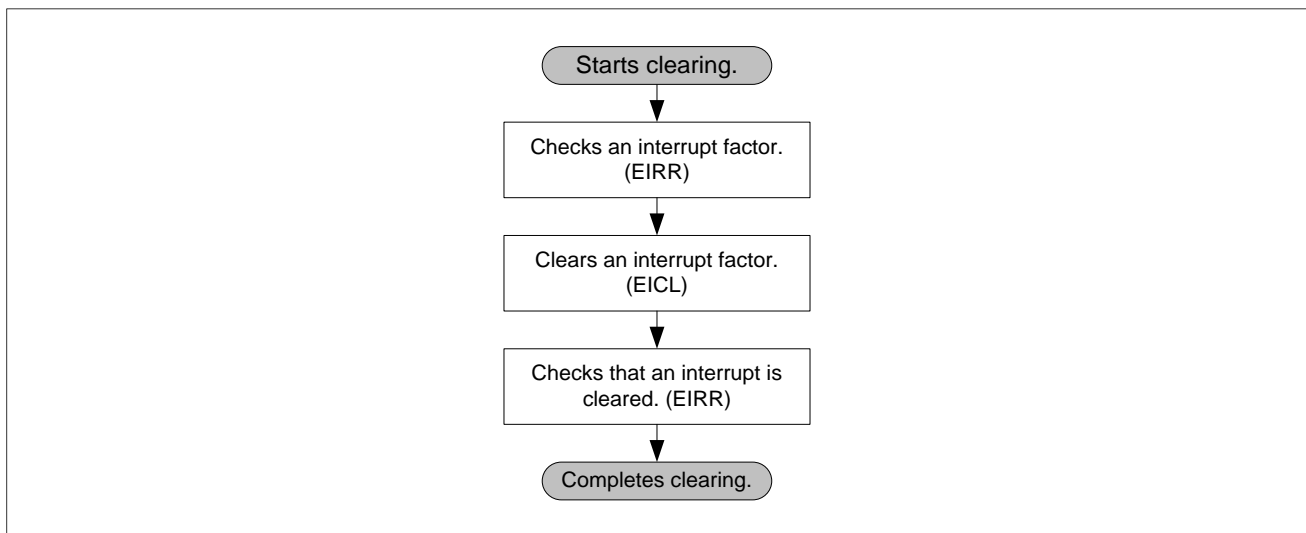 Starts clearing.
Checks an interrupt factor.
(EIRR)
Clears an interrupt factor.
(EICL)
Checks that an interrupt is
cleared. (EIRR)
Completes clearing.